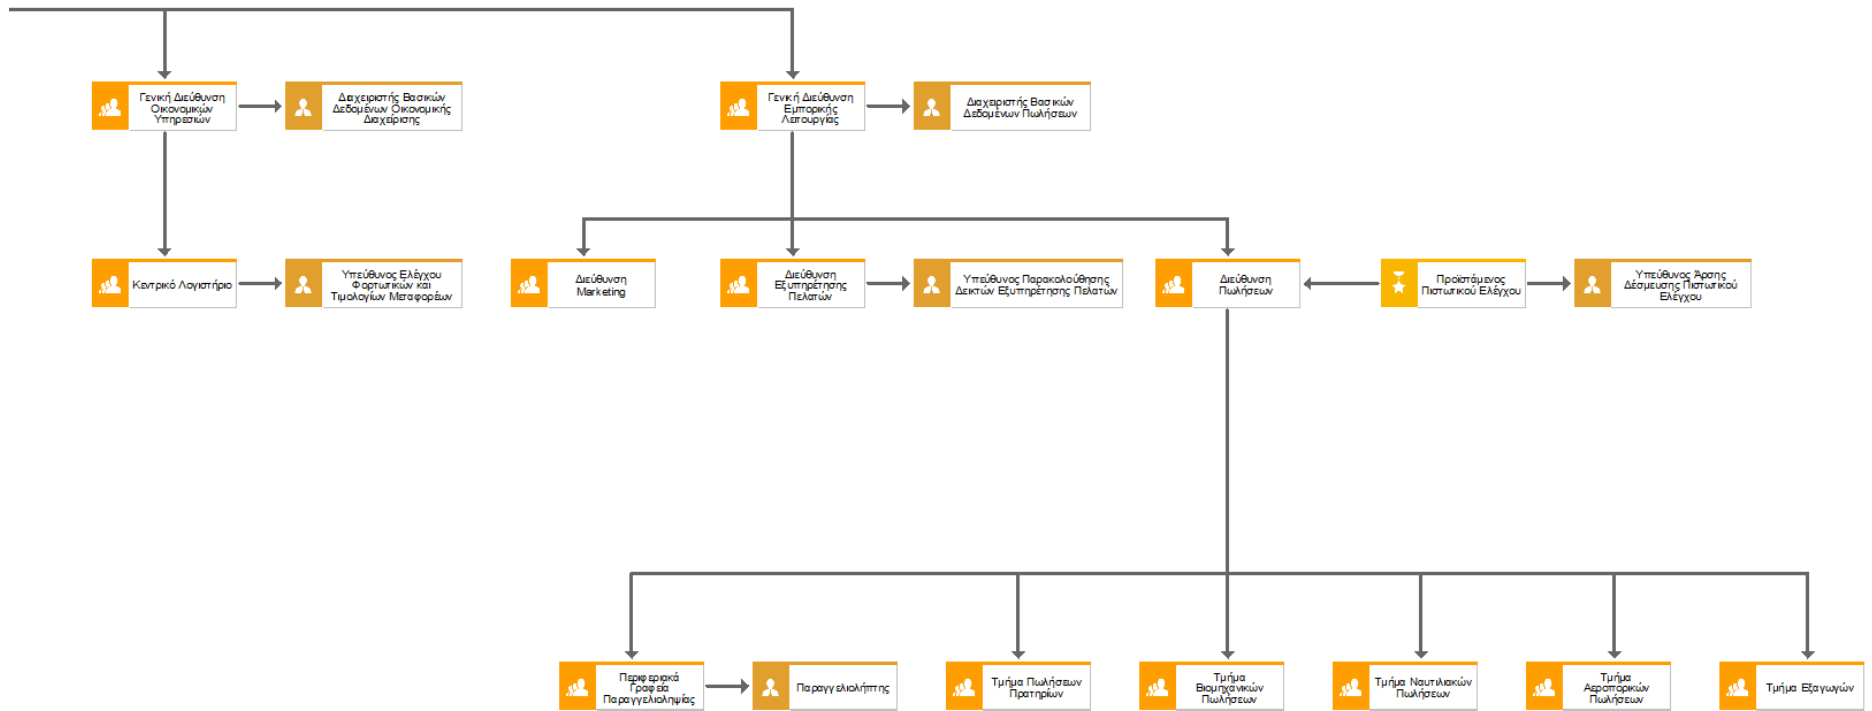 Γενική Διεύθυνση
Οικονομικών
Υπηρεσιών
Διαχειριστής Βασικών
Δεδομένων Οικονομικής
Διαχείρισης
Γενική Διεύθυνση
Εμπορικής
Λειτουργίας
Διαχειριστής Βασικών
Δεδομένων Πωλήσεων
Κεντρικό Λογιστήριο
Υπεύθυνος Ελέγχου
Φορτωτικών και
Τιμολογίων Μεταφορέων
Διεύθυνση
Marketing
Διεύθυνση
Εξυπηρέτησης
Πελατών
Υπεύθυνος Παρακολούθησης
Δεικτών Εξυπηρέτησης Πελατών
Διεύθυνση
Πωλήσεων
Προϊστάμενος
Πιστωτικού Ελέγχου
Υπεύθυνος Άρσης
Δέσμευσης Πιστωτικού
Ελέγχου
Περιφεριακά
Γραφεία
Παραγγελιοληψίας
Παραγγελιολήπτης
Τμήμα Πωλήσεων
Πρατηρίων
Τμήμα
Βιομηχανικών
Πωλήσεων
Τμήμα Ναυτιλιακών
Πωλήσεων
Τμήμα
Αεροπορικών
Πωλήσεων
Τμήμα Εξαγωγών